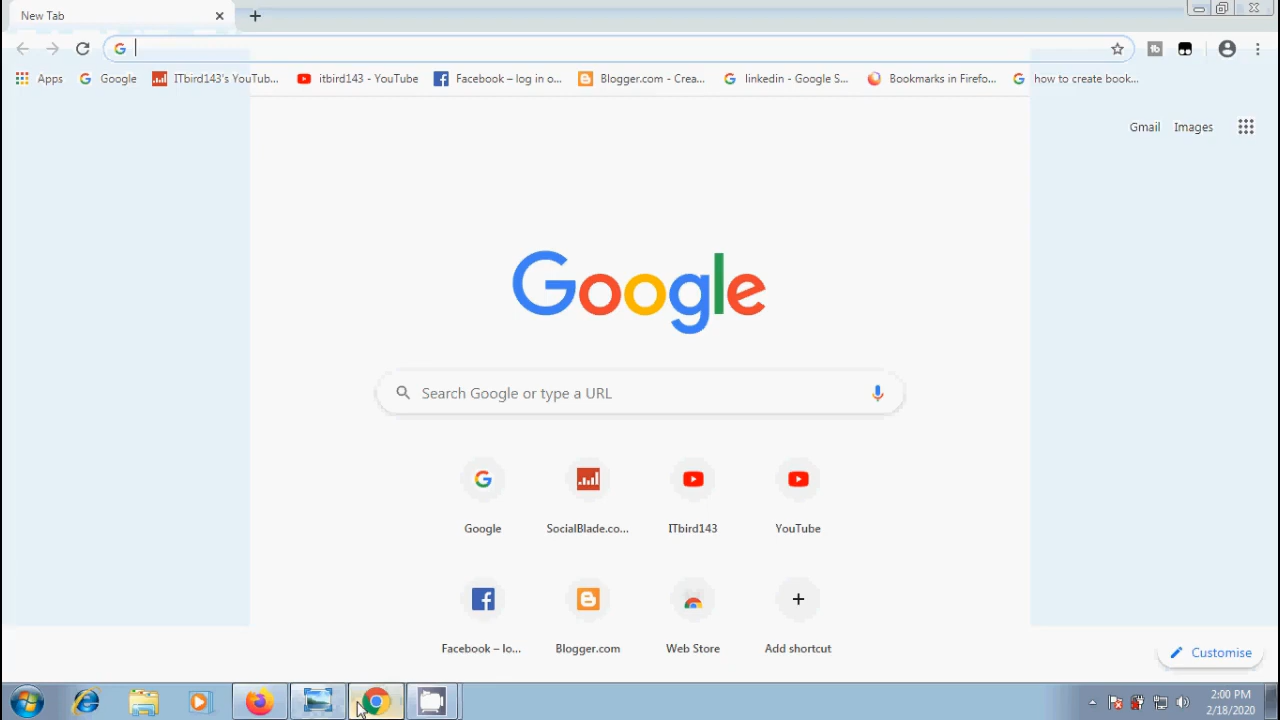 New Tab
Apps Google ITbird143's YouTub... itbird143 - YouTube Facebook – log in o... Blogger.com - Crea... linkedin - Google S... Bookmarks in Firefo... how to create book...
Gmail Images
Google
Search Google or type a URL
Google SocialBlade.co... ITbird143 YouTube
Facebook – lo... Blogger.com Web Store Add shortcut
Customise
2:00 PM
2/18/2020